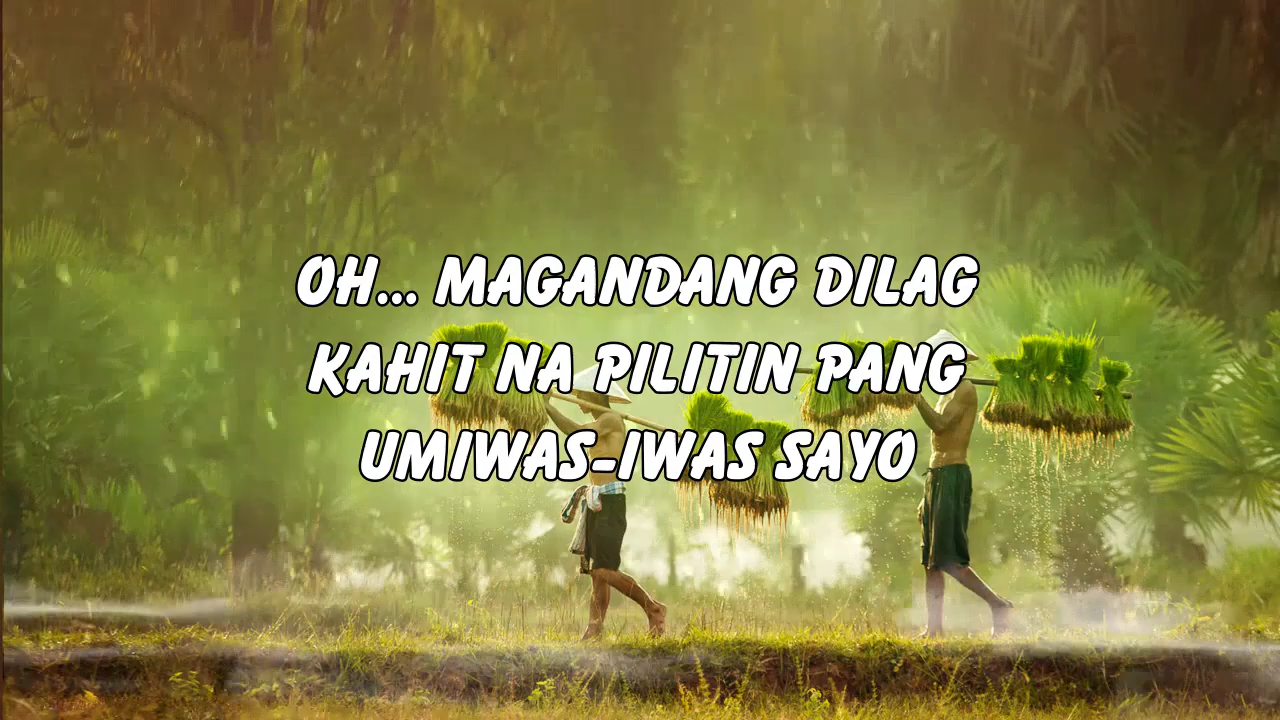 OH... MAGANDANG DILAG
KAHIT NA PILITIN PANG
UMIWAS-IWAS SAYO